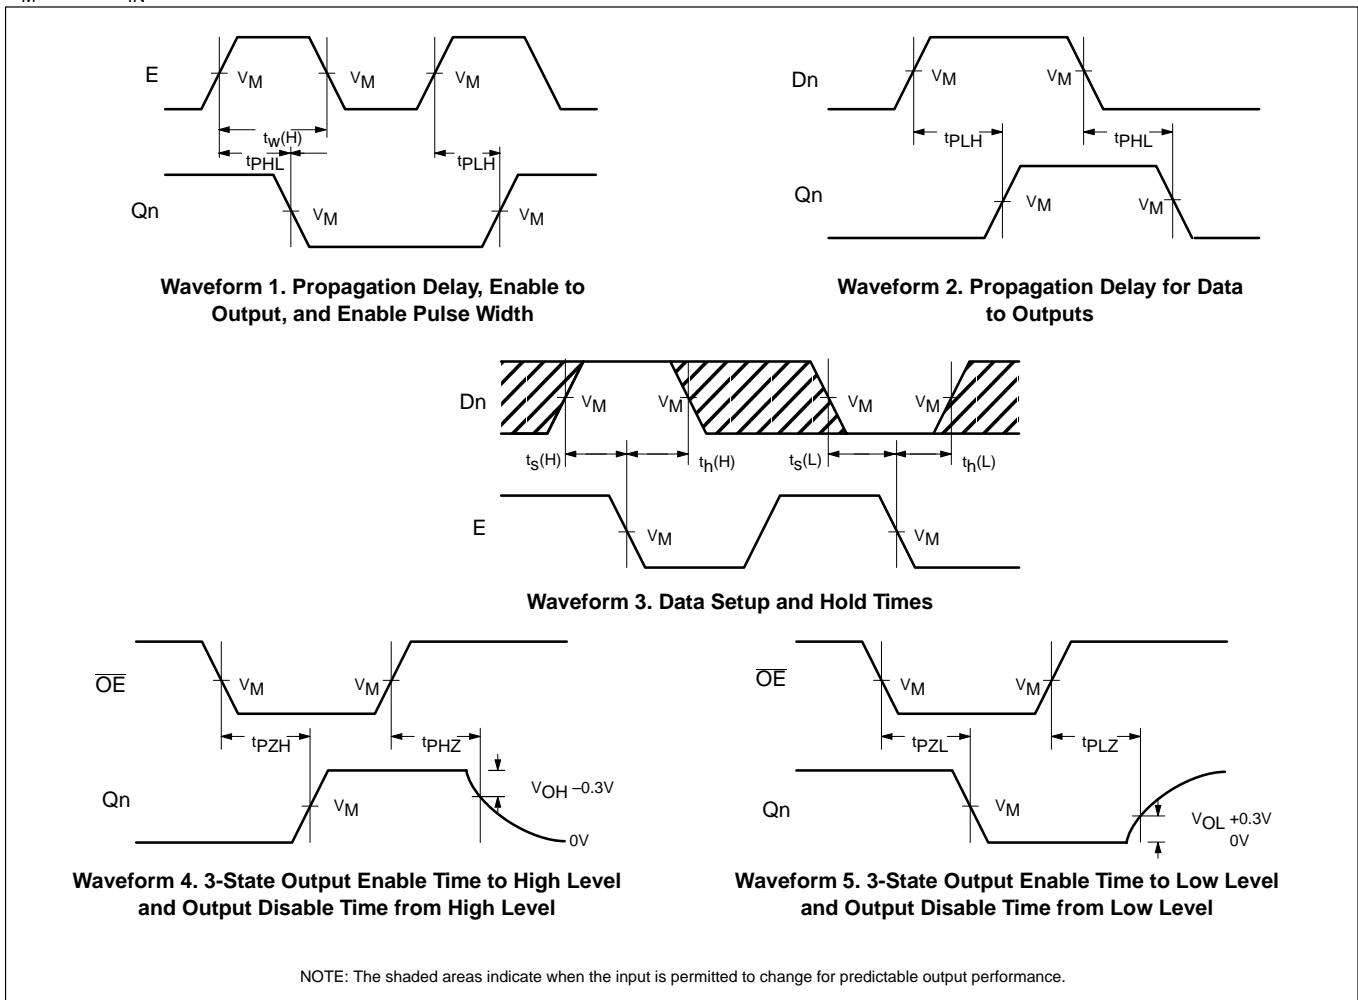 M IN
E VM VM VM
tw(H)
tPHL tPLH
Qn VM VM
Waveform 1. Propagation Delay, Enable to
Output, and Enable Pulse Width
Dn VM VM
tPLH tPHL
Qn VM VM
Waveform 2. Propagation Delay for Data
to Outputs
Dn VM VM VM VM
ts(H) th(H) ts(L) th(L)
E VM VM
Waveform 3. Data Setup and Hold Times
OE VM VM
tPZH tPHZ
VOH –0.3V
Qn VM
0V
Waveform 4. 3-State Output Enable Time to High Level
and Output Disable Time from High Level
OE VM VM
tPZL tPLZ
Qn VM VOL +0.3V
0V
Waveform 5. 3-State Output Enable Time to Low Level
and Output Disable Time from Low Level
NOTE: The shaded areas indicate when the input is permitted to change for predictable output performance.